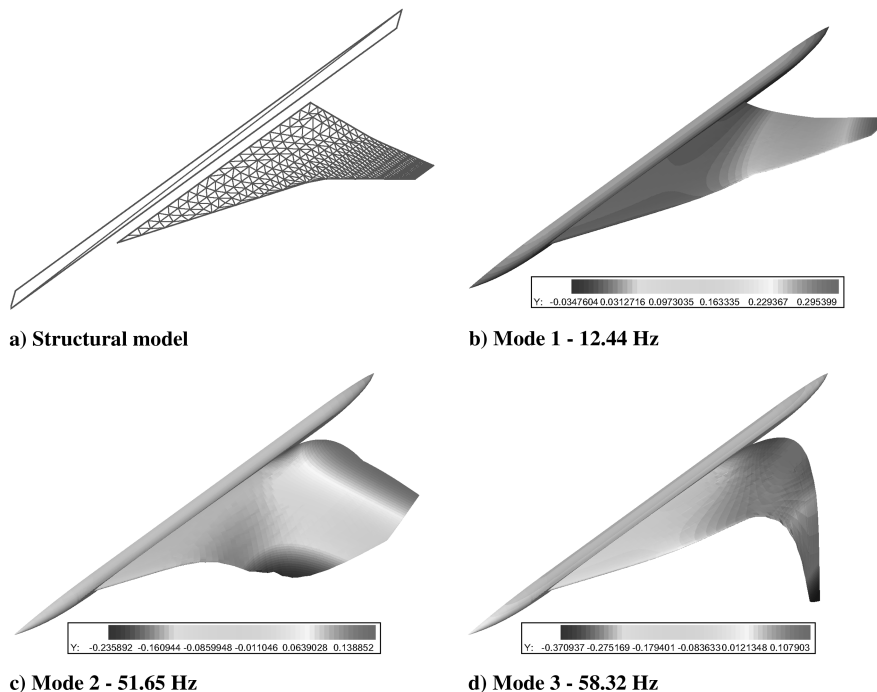 Y: -0.0347604 0.0312716 0.0973035 0.163335 0.229367 0.295399
a) Structural model
b) Mode 1 - 12.44 Hz
Y: -0.235892 -0.160944 -0.0859948 -0.011046 0.0639028 0.138852
Y: -0.370937 -0.275169 -0.179401 -0.083633 0.0121348 0.107903
c) Mode 2 - 51.65 Hz
d) Mode 3 - 58.32 Hz